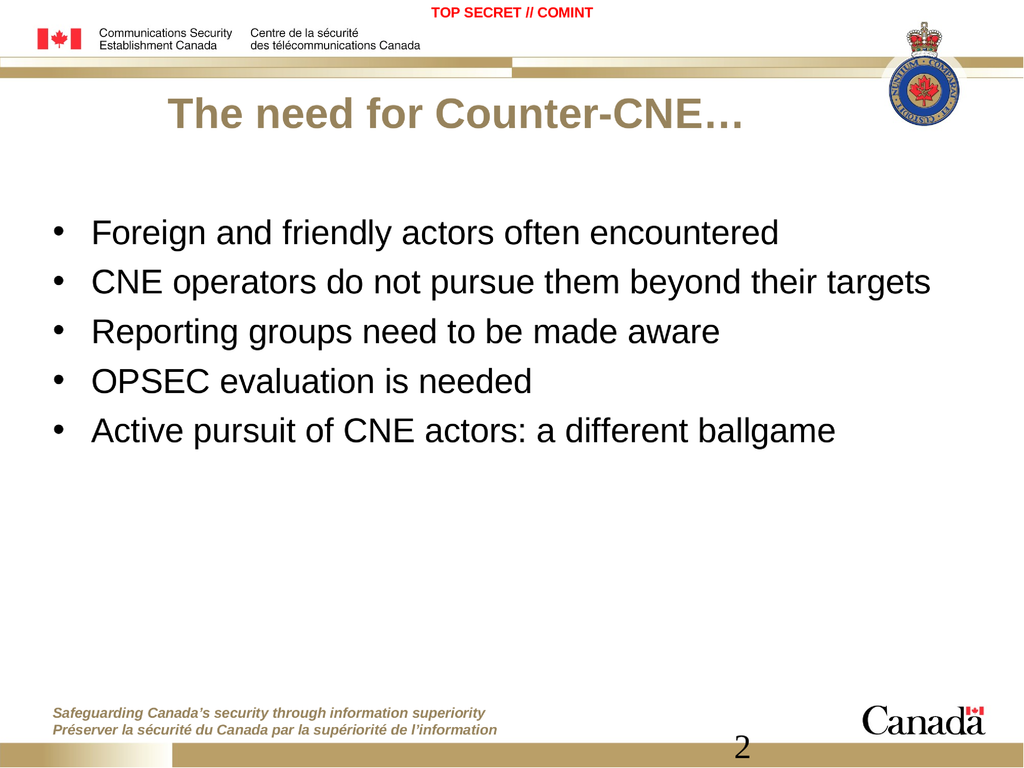 TOP SECRET // COMINT
Communications Security Centre de la sécurité
Establishment Canada des télécommunications Canada
The need for Counter-CNE…
• Foreign and friendly actors often encountered
• CNE operators do not pursue them beyond their targets
• Reporting groups need to be made aware
• OPSEC evaluation is needed
• Active pursuit of CNE actors: a different ballgame
Safeguarding Canada’s security through information superiority
Préserver la sécurité du Canada par la supériorité de l’information
Canada
2